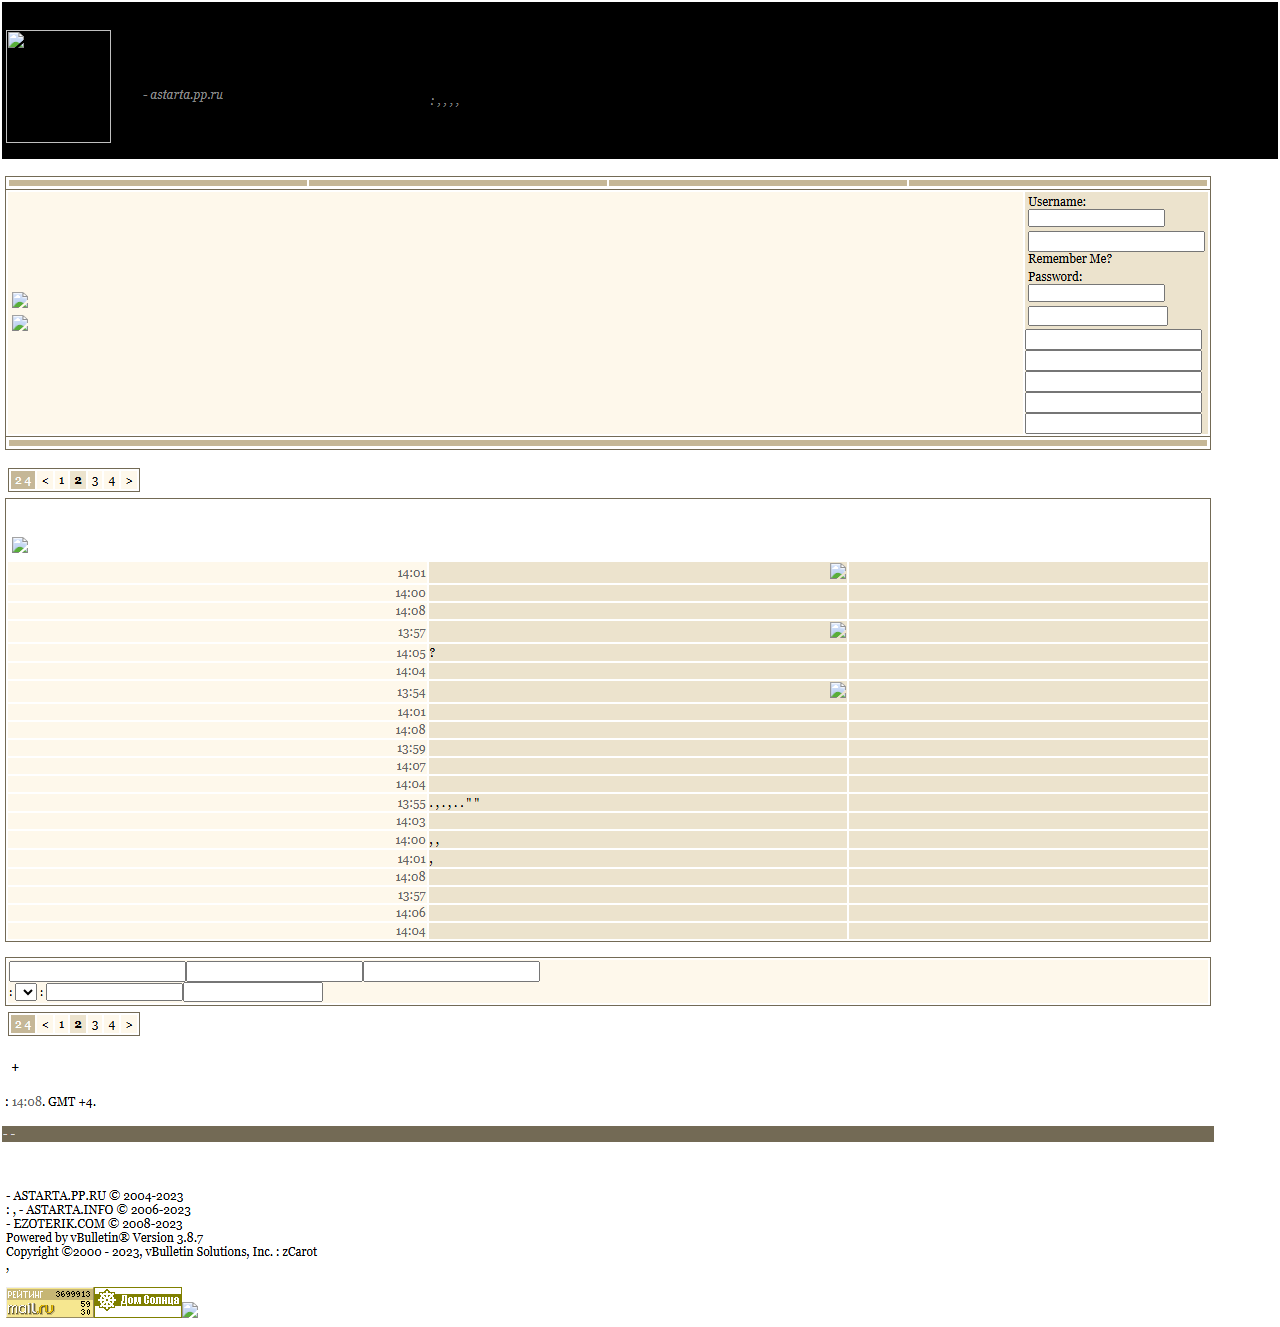 - astarta.pp.ru
: , , , ,
Username:
Remember Me?
Password:
2 4 < 1 2 3 4 >
14:01
14:00
14:08
13:57
14:05 ?
14:04
13:54
14:01
14:08
13:59
14:07
14:04
13:55 . , . , . . " "
14:03
14:00 , ,
14:01 ,
14:08
13:57
14:06
14:04
: :
2 4 < 1 2 3 4 >
+
: 14:08. GMT +4.
- -
- ASTARTA.PP.RU © 2004-2023
: , - ASTARTA.INFO © 2006-2023
- EZOTERIK.COM © 2008-2023
Powered by vBulletin® Version 3.8.7
Copyright ©2000 - 2023, vBulletin Solutions, Inc. : zCarot
,
РЕЙТИНГ 3699913
mail.ru 59
30
Дом Солнца